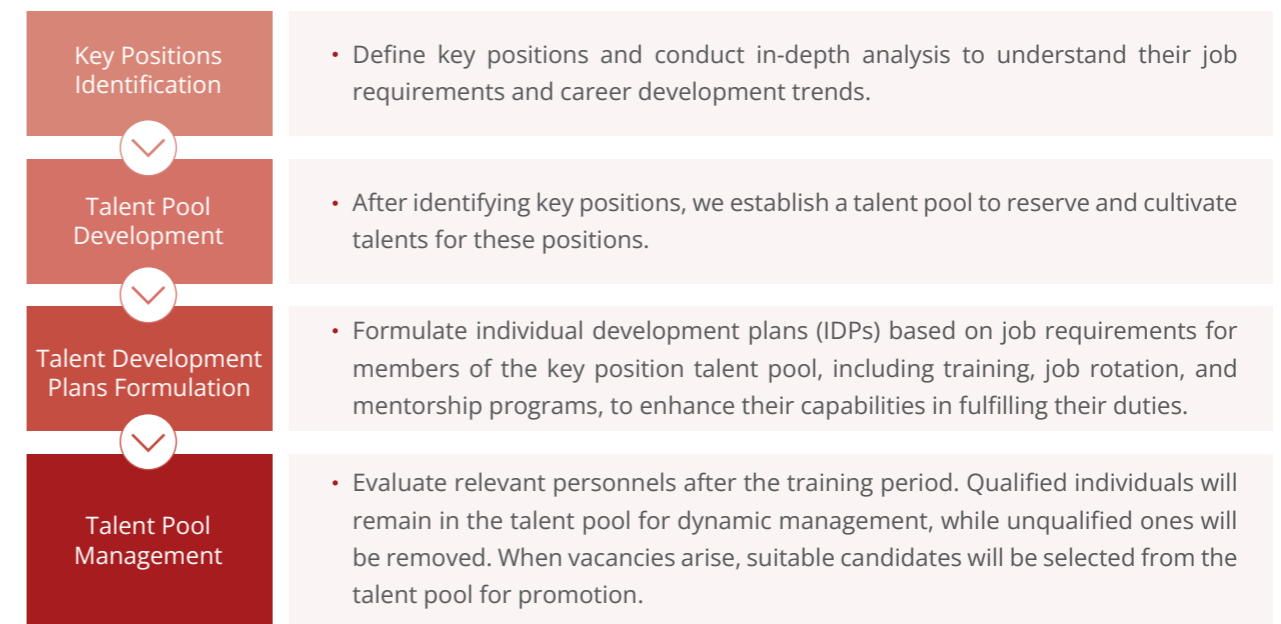 Key Positions
Identification
• Define key positions and conduct in-depth analysis to understand their job
requirements and career development trends.
Talent Pool
Development
• After identifying key positions, we establish a talent pool to reserve and cultivate
talents for these positions.
Talent Development
Plans Formulation
• Formulate individual development plans (IDPs) based on job requirements for
members of the key position talent pool, including training, job rotation, and
mentorship programs, to enhance their capabilities in fulfilling their duties.
Talent Pool
Management
• Evaluate relevant personnels after the training period. Qualified individuals will
remain in the talent pool for dynamic management, while unqualified ones will
be removed. When vacancies arise, suitable candidates will be selected from the
talent pool for promotion.